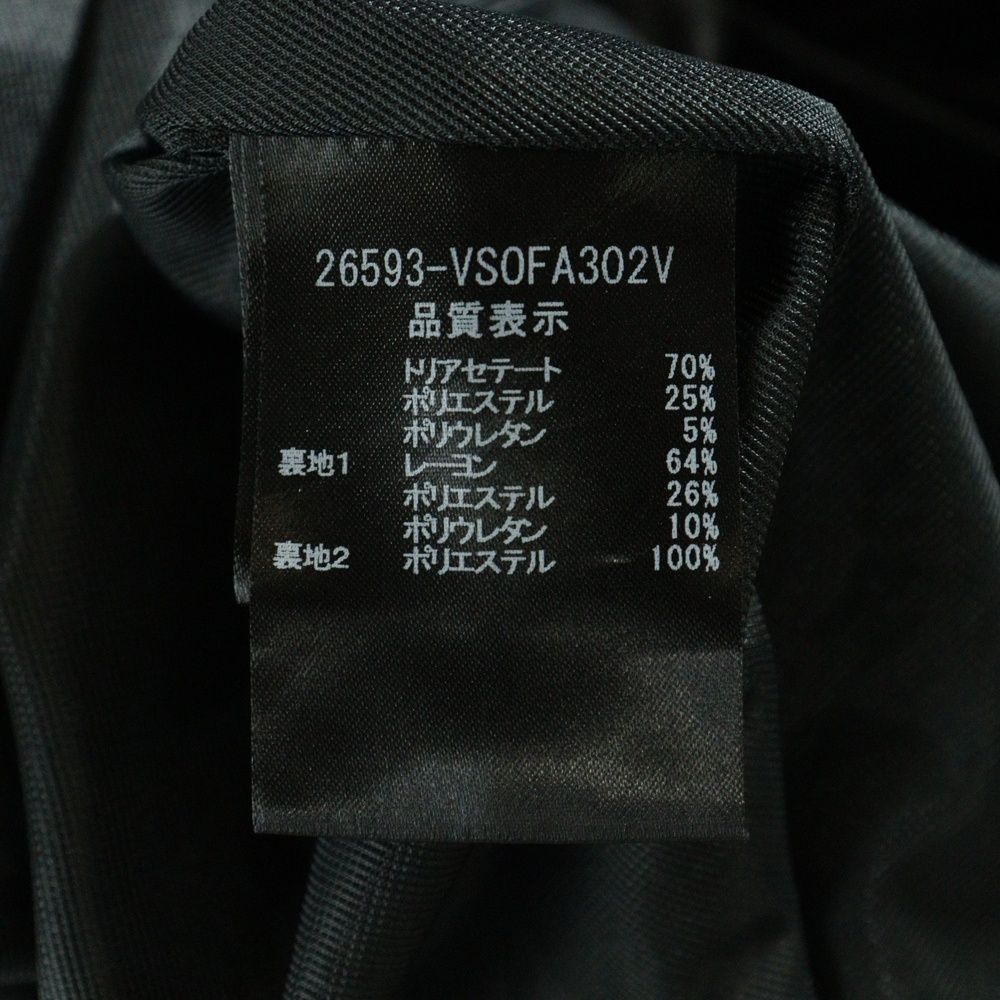 26593-VSOFA302V
品質表示
トリアセテート 70%
ポリエステル 25%
ポリウレタン 5%
裏地1 レーヨン 64%
ポリエステル 26%
ポリウレタン 10%
裏地2 ポリエステル 100%